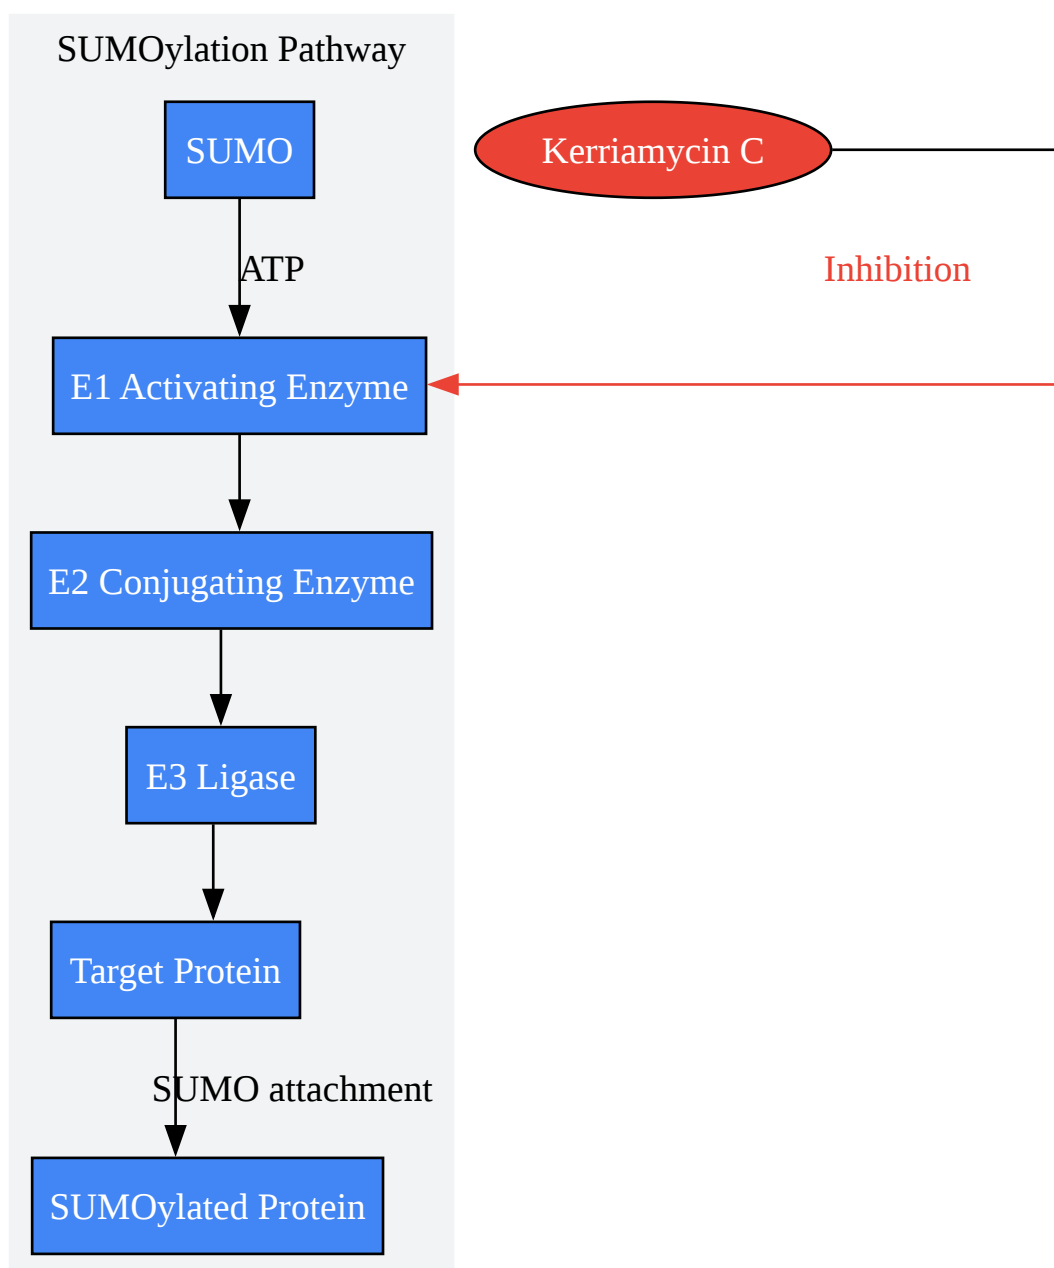 SUMOylation Pathway
SUMO
Kerriamycin C
ATP
Inhibition
E1 Activating Enzyme
E2 Conjugating Enzyme
E3 Ligase
Target Protein
SUMO attachment
SUMOylated Protein